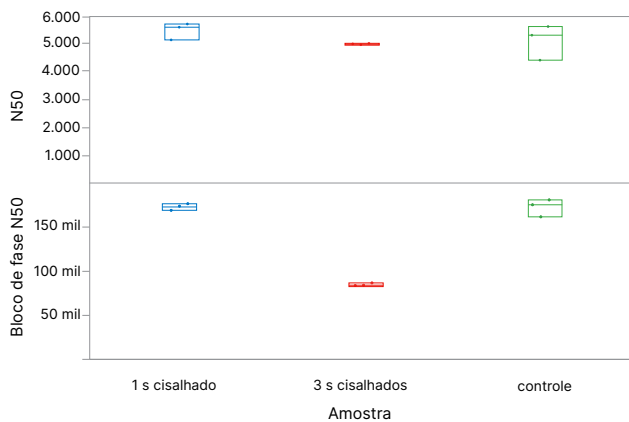 N50
6.000
5.000
4.000
3.000
2.000
1.000
Bloco de fase N50
150 mil
100 mil
50 mil
1 s cisalhado
3 s cisalhados
controle
Amostra